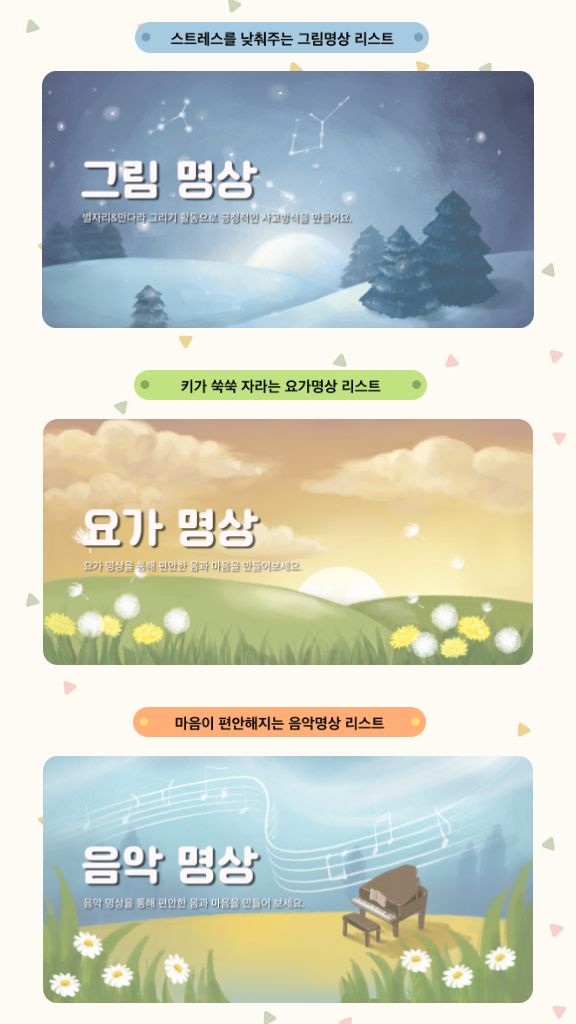 스트레스를 낮춰주는 그림명상 리스트
그림 명상
별자리&만다라 그리기 활동으로 긍정적인 사고방식을 만들어요.
키가 쑥쑥 자라는 요가명상 리스트
요가 명상
요가 명상을 통해 편안한 몸과 마음을 만들어보세요.
마음이 편안해지는 음악명상 리스트
음악 명상
음악 명상을 통해 편안한 몸과 마음을 만들어 보세요.